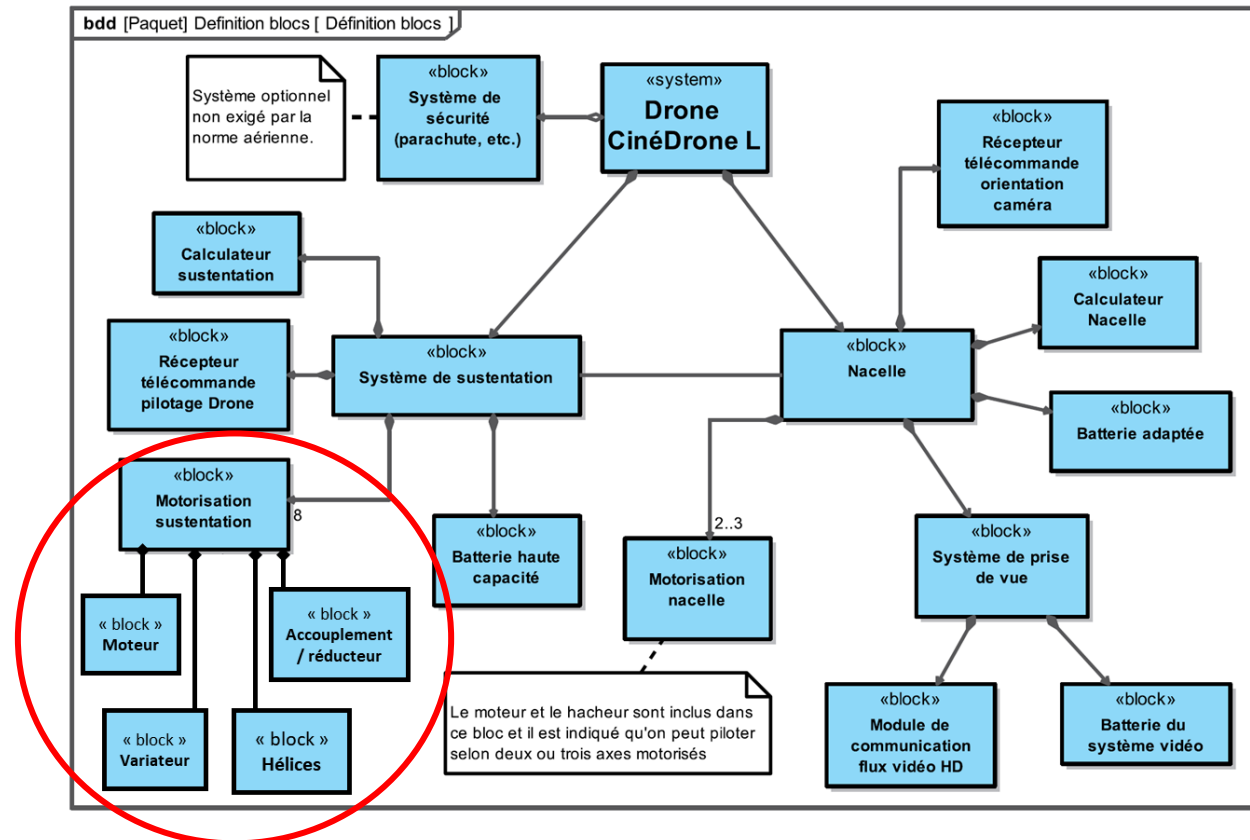 bdd [Paquet] Definition blocs [ Définition blocs ]
Système optionnel
non exigé par la
norme aérienne.
«block»
Système de
sécurité
(parachute, etc.)
«system»
Drone
CinéDrone L
«block»
Récepteur
télécommande
orientation
caméra
«block»
Calculateur
sustentation
«block»
Calculateur
Nacelle
«block»
Récepteur
télécommande
pilotage Drone
«block»
Système de sustentation
«block»
Nacelle
«block»
Batterie adaptée
«block»
Motorisation
sustentation
8
«block»
Batterie haute
capacité
2..3
«block»
Motorisation
nacelle
«block»
Système de prise
de vue
« block »
Moteur
« block »
Accouplement
/ réducteur
« block »
Variateur
« block »
Hélices
Le moteur et le hacheur sont inclus dans
ce bloc et il est indiqué qu'on peut piloter
selon deux ou trois axes motorisés
«block»
Module de
communication
flux vidéo HD
«block»
Batterie du
système vidéo